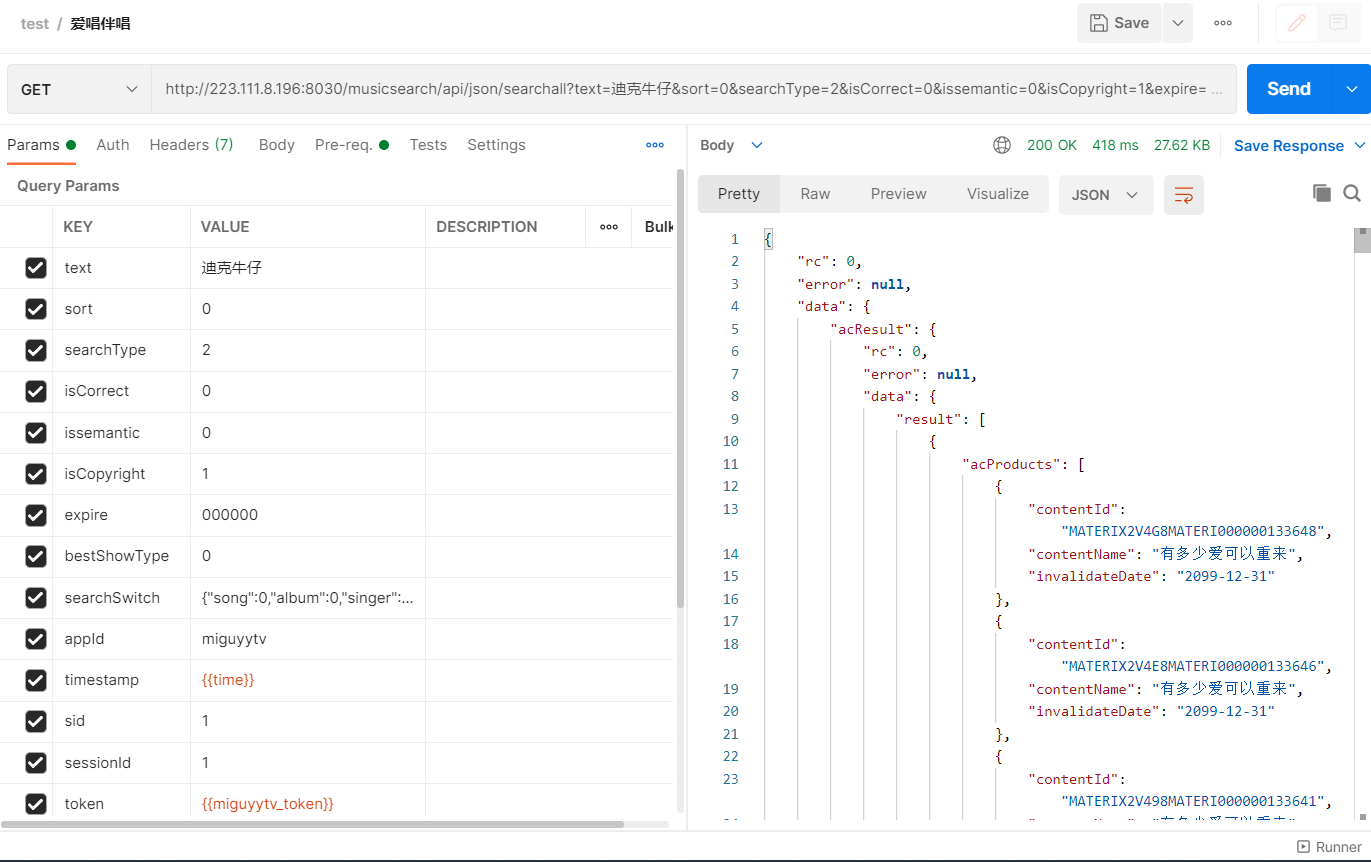 test / 爱唱伴唱
Save
GET
http://223.111.8.196:8030/musicsearch/api/json/searchall?text=迪克牛仔&sort=0&searchType=2&isCorrect=0&issemantic=0&isCopyright=1&expire= ...
Send
Params Auth Headers (7) Body Pre-req. Tests Settings
Query Params
KEY VALUE DESCRIPTION Bulk
text 迪克牛仔
sort 0
searchType 2
isCorrect 0
issemantic 0
isCopyright 1
expire 000000
bestShowType 0
searchSwitch {"song":0,"album":0,"singer":...
appId miguyytv
timestamp {{time}}
sid 1
sessionId 1
token {{miguyytv_token}}
Body 200 OK 418 ms 27.62 KB Save Response
Pretty Raw Preview Visualize JSON
1 {
2 "rc": 0,
3 "error": null,
4 "data": {
5 "acResult": {
6 "rc": 0,
7 "error": null,
8 "data": {
9 "result": [
10 {
11 "acProducts": [
12 {
13 "contentId":
"MATERIX2V4G8MATERI000000133648",
14 "contentName": "有多少爱可以重来",
15 "invalidateDate": "2099-12-31"
16 },
17 {
18 "contentId":
"MATERIX2V4E8MATERI000000133646",
19 "contentName": "有多少爱可以重来",
20 "invalidateDate": "2099-12-31"
21 },
22 {
23 "contentId":
"MATERIX2V498MATERI000000133641",
Runner